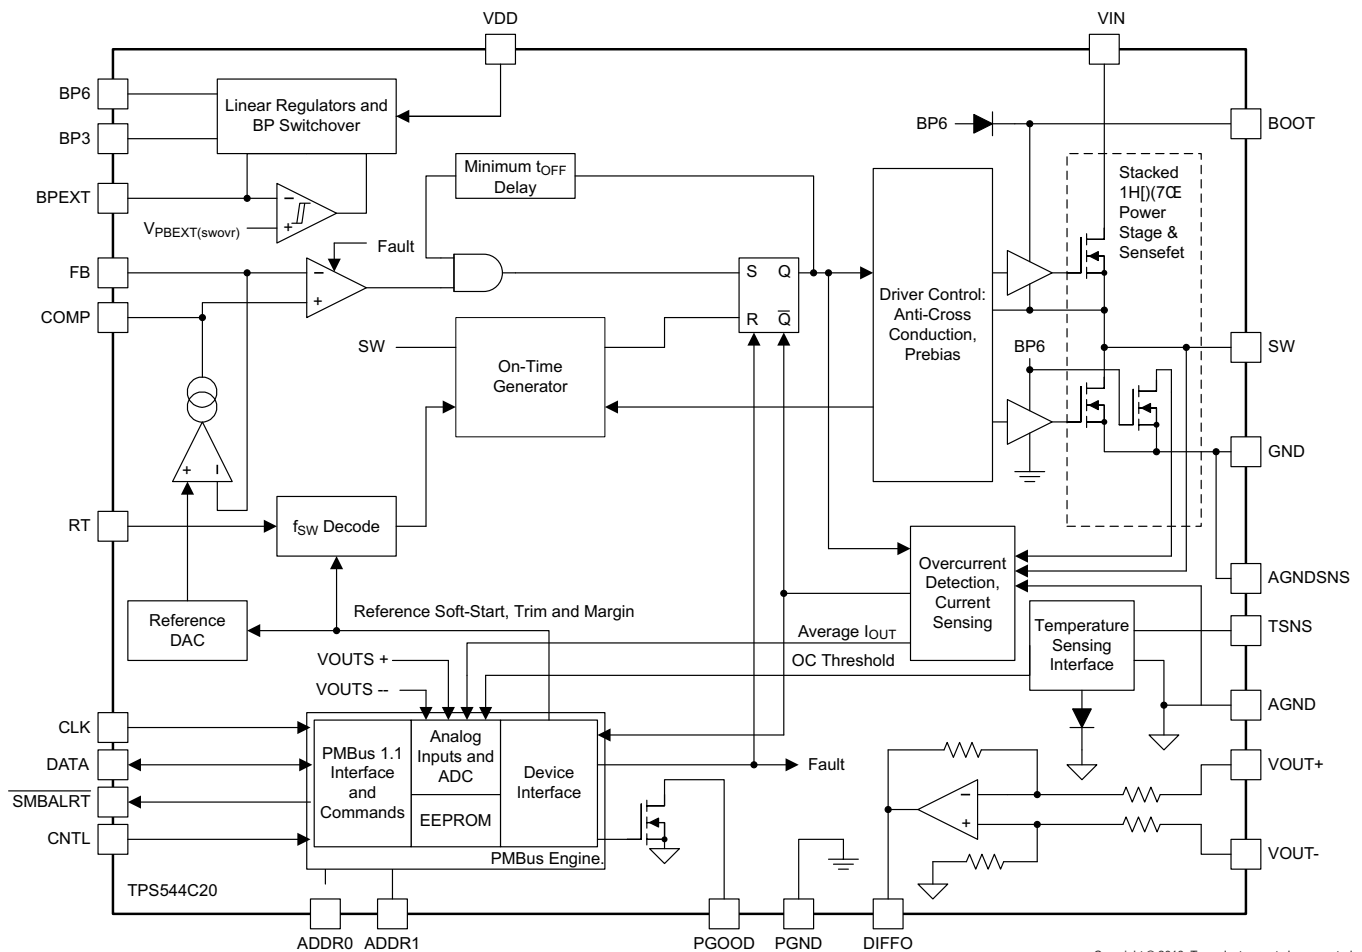 VDD
VIN
BP6
BP3
BPEXT
FB
COMP
RT
CLK
DATA
SMBALRT
CNTL
Linear Regulators and
BP Switchover
VPBEXT(swovr)
Minimum tOFF
Delay
Fault
S Q
R Q
SW
On-Time
Generator
Driver Control:
Anti-Cross
Conduction,
Prebias
BP6
BP6
Stacked
1H[)(7Œ
Power
Stage &
Sensefet
BOOT
SW
GND
AGNDSNS
TSNS
AGND
VOUT+
VOUT-
fSW Decode
Reference
DAC
Reference Soft-Start, Trim and Margin
Overcurrent
Detection,
Current
Sensing
Average IOUT
OC Threshold
Temperature
Sensing
Interface
VOUTS +
VOUTS --
PMBus 1.1
Interface
and
Commands
Analog
Inputs and
ADC
EEPROM
Device
Interface
PMBus Engine.
Fault
TPS544C20
ADDR0
ADDR1
PGOOD
PGND
DIFFO